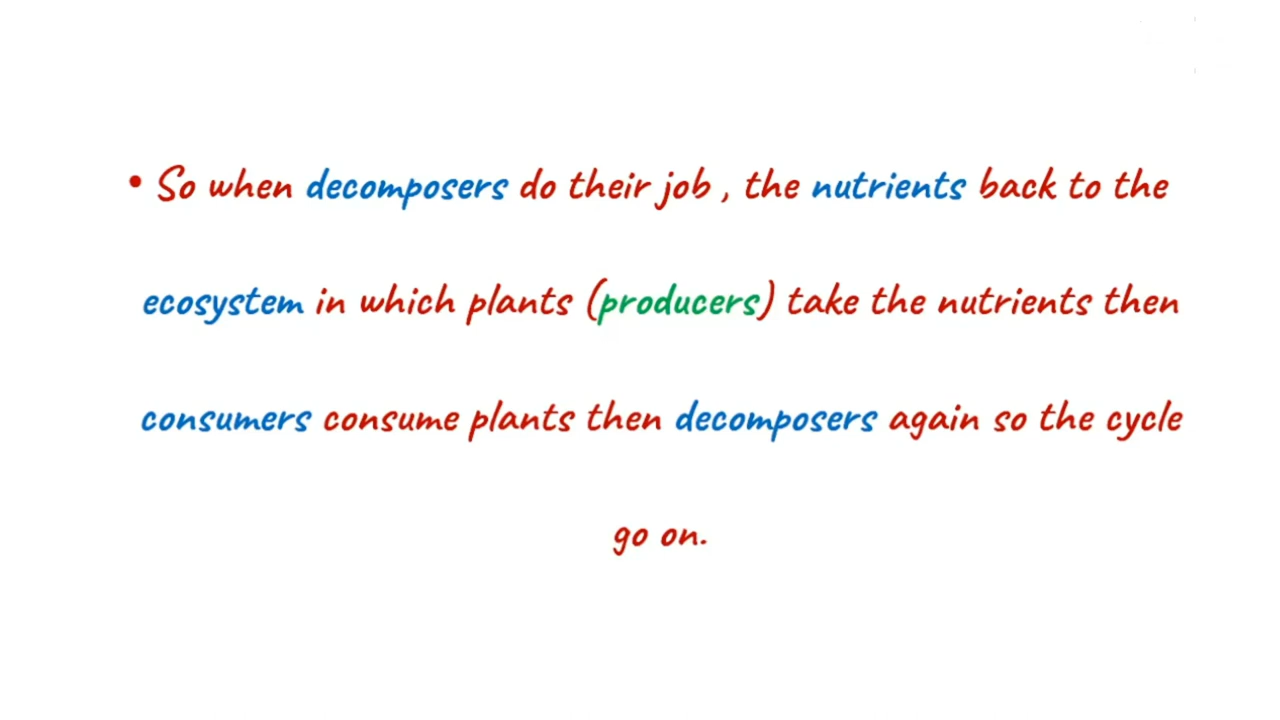 • So when decomposers do their job , the nutrients back to the
ecosystem in which plants (producers) take the nutrients then
consumers consume plants then decomposers again so the cycle
go on.